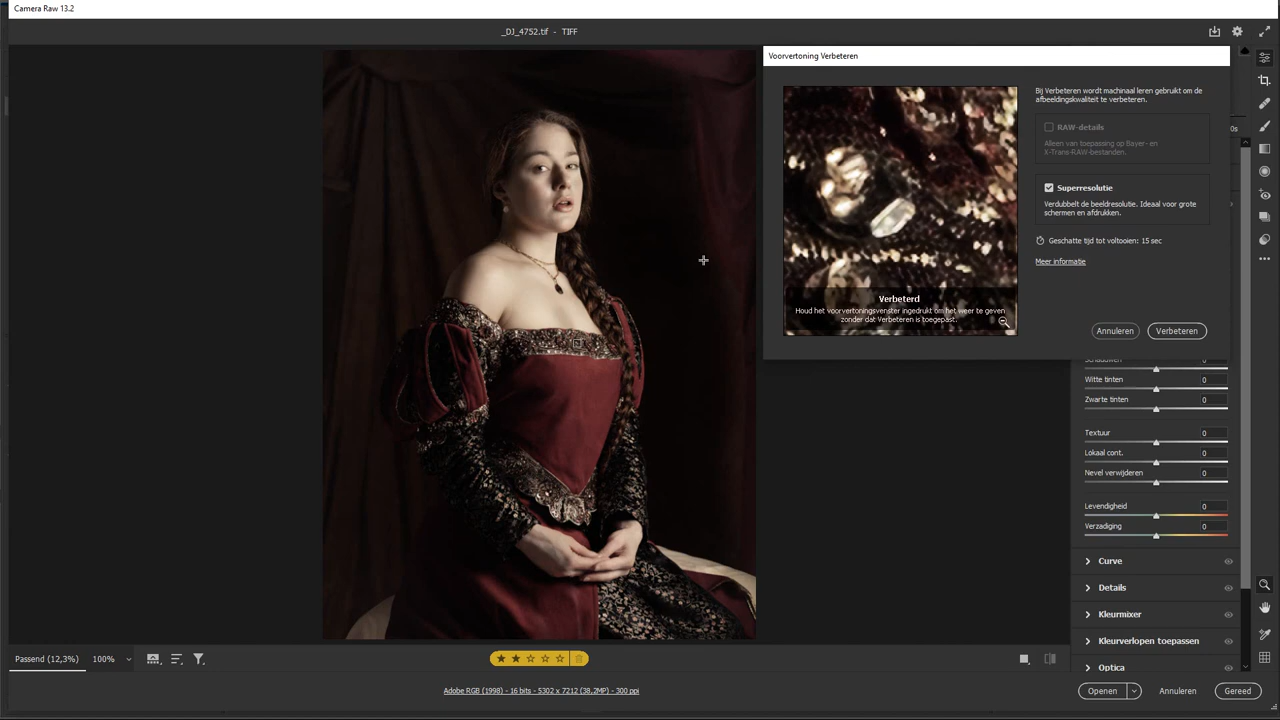 Camera Raw 13.2
_DJ_4752.tif - TIFF
Voorvertoning Verbeteren
Bij Verbeteren wordt machinaal leren gebruikt om de
afbeeldingskwaliteit te verbeteren.
RAW-details
Alleen van toepassing op Bayer- en
X-Trans-RAW-bestanden.
Superresolutie
Verdubbelt de beeldresolutie. Ideaal voor grote
schermen en afdrukken.
Geschatte tijd tot voltooien: 15 sec
Meer informatie
Verbeterd
Houd het voorvertoningsvenster ingedrukt om het weer te geven
zonder dat Verbeteren is toegepast.
Annuleren
Verbeteren
Witte tinten 0
Zwarte tinten 0
Textuur 0
Lokaal cont. 0
Nevel verwijderen 0
Levendigheid 0
Verzadiging 0
Curve
Details
Kleurmixer
Kleurverlopen toepassen
Optica
Passend (12,3%) 100%
Adobe RGB (1998) - 16 bits - 5302 x 7212 (38.2MP) - 300 ppi
Openen
Annuleren
Gereed